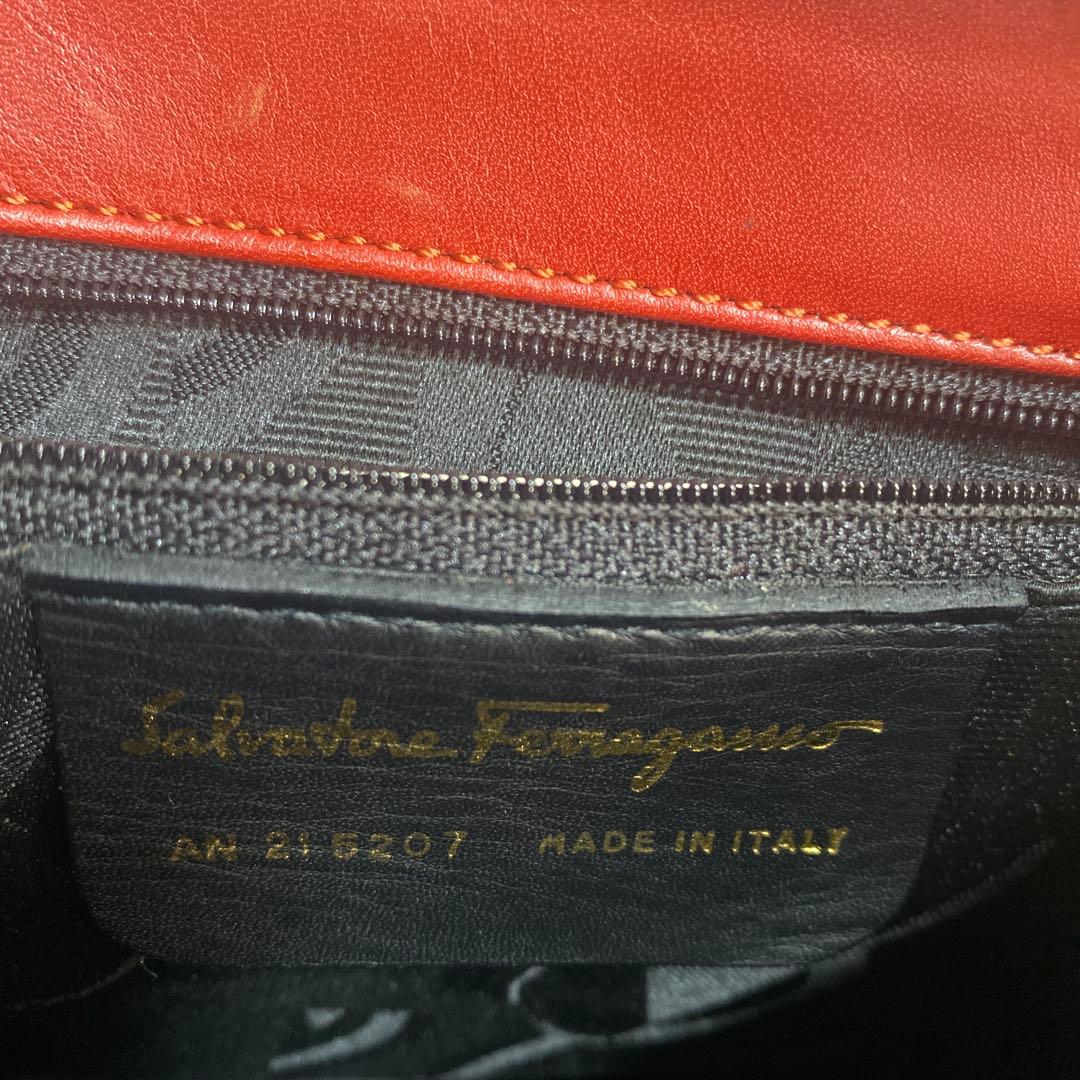 Salvatore Ferragamo
AN 21 5207 MADE IN ITALY